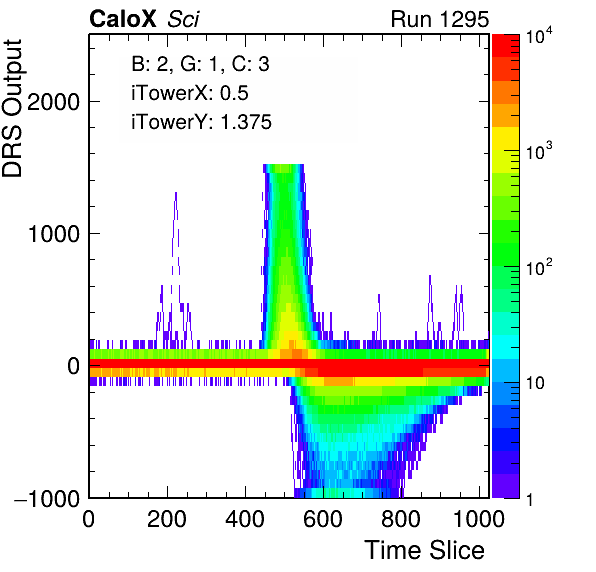 CaloX Sci Run 1295
B: 2, G: 1, C: 3
iTowerX: 0.5
iTowerY: 1.375
DRS Output
2000
1000
0
−1000
0 200 400 600 800 1000
Time Slice
10^4
10^3
10^2
10
1